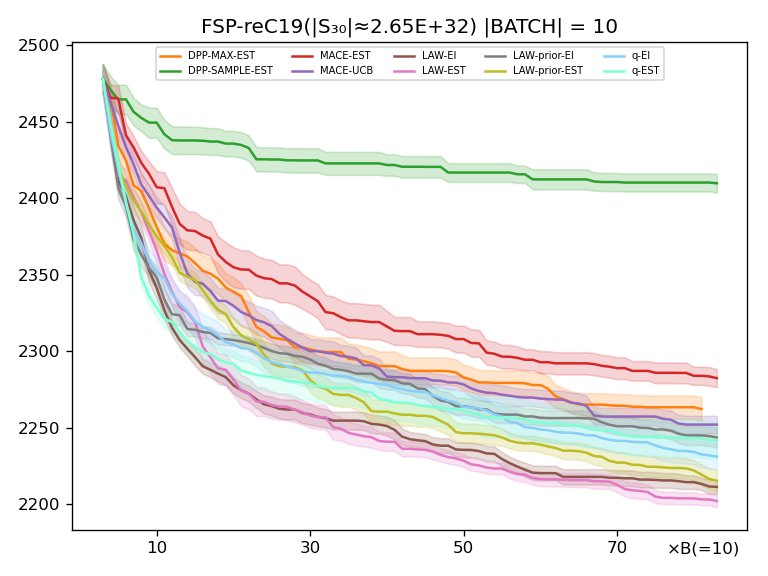 FSP-reC19(|S₃₀|≈2.65E+32) |BATCH| = 10
DPP-MAX-EST MACE-EST LAW-EI LAW-prior-EI q-EI
DPP-SAMPLE-EST MACE-UCB LAW-EST LAW-prior-EST q-EST
2500
2450
2400
2350
2300
2250
2200
10 30 50 70 ×B(=10)